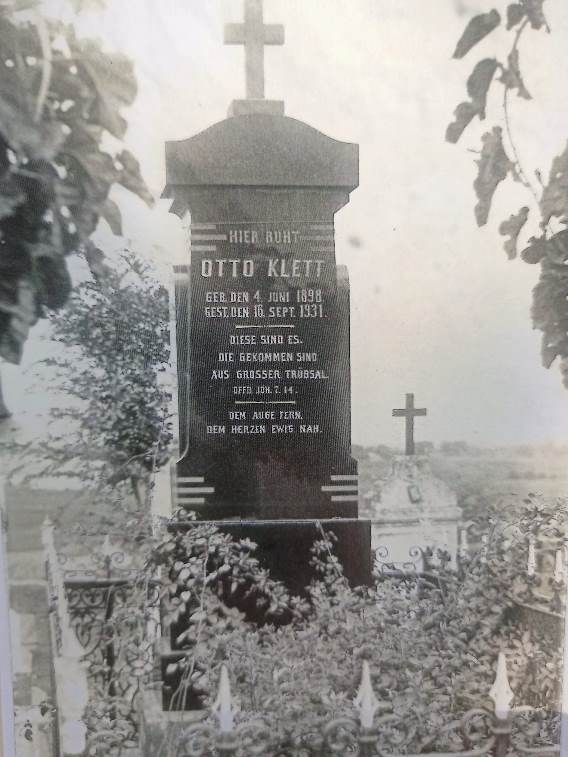 HIER RUHT
OTTO KLETT
GEB. DEN 4. JUNI 1898.
GEST. DEN 16. SEPT. 1931.
DIESE SIND ES.
DIE GEKOMMEN SIND
AUS GROSSER TRÜBSAL.
OFFB. JOH. 7. 14.
DEM AUGE FERN.
DEM HERZEN EWIG NAH.